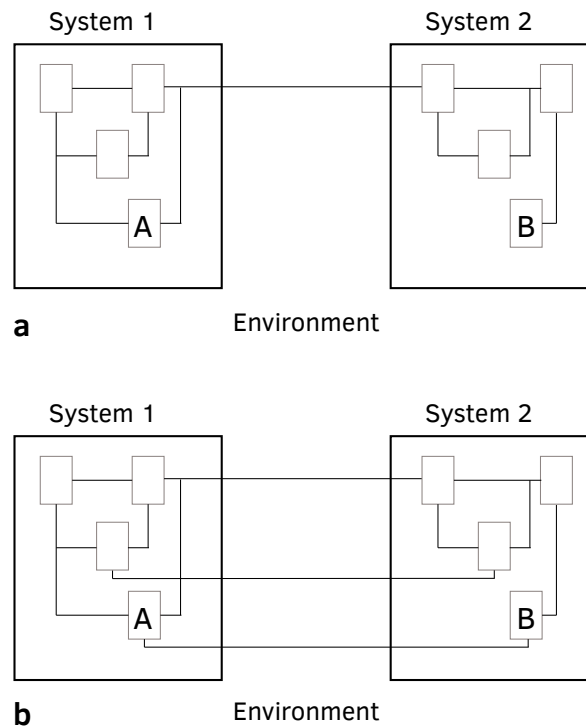 System 1
System 2
A
B
a
Environment
System 1
System 2
A
B
b
Environment